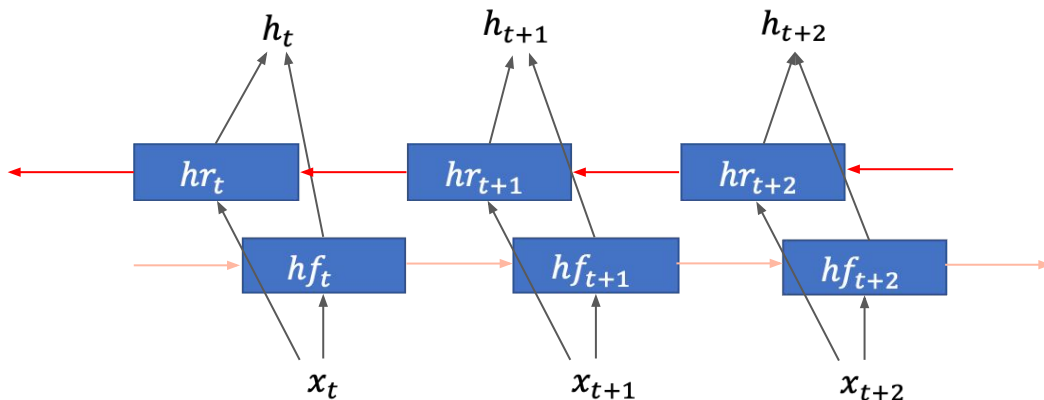 h_t h_{t+1} h_{t+2}
hr_t hr_{t+1} hr_{t+2}
hf_t hf_{t+1} hf_{t+2}
x_t x_{t+1} x_{t+2}